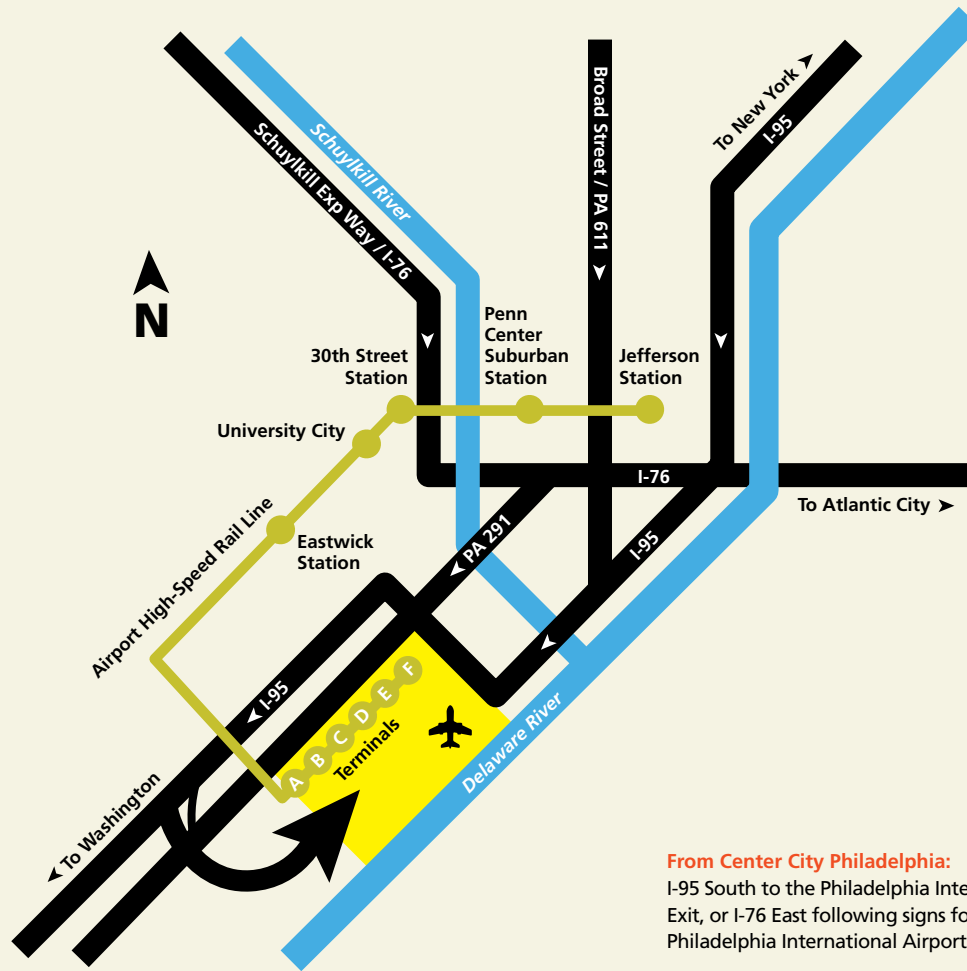 To New York
I-95
Broad Street / PA 611
Schuylkill River
Schuylkill Exp Way / I-76
N
Penn
Center
Suburban
Station
30th Street
Station
Jefferson
Station
University City
I-76
To Atlantic City
Eastwick
Station
PA 291
I-95
Airport High-Speed Rail Line
I-95
A B C D E F
Terminals
Delaware River
To Washington
From Center City Philadelphia:
I-95 South to the Philadelphia
Exit, or I-76 East following signs
Philadelphia International Airport